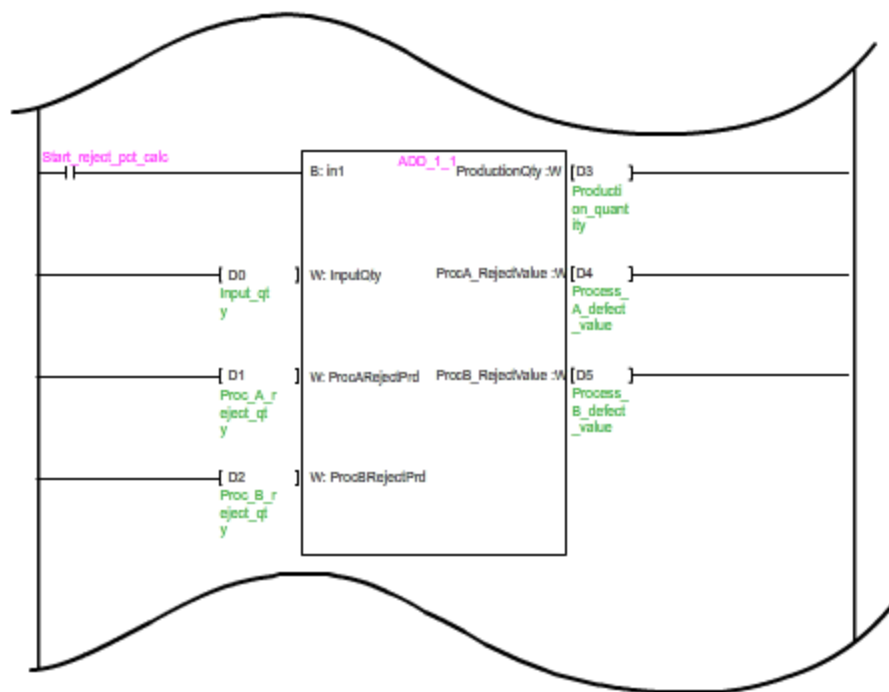 Start_reject_pct_calc
ADD_1_1
B: in1
ProductionQty :W
[D3 ]
Producti
on_quant
ity
[ D0 ]
Input_qt
y
W: InputQty
ProcA_RejectValue :W
[D4 ]
Process_
A_defect
_value
[ D1 ]
Proc_A_r
eject_qt
y
W: ProcARejectPrd
ProcB_RejectValue :W
[D5 ]
Process_
B_defect
_value
[ D2 ]
Proc_B_r
eject_qt
y
W: ProcBRejectPrd